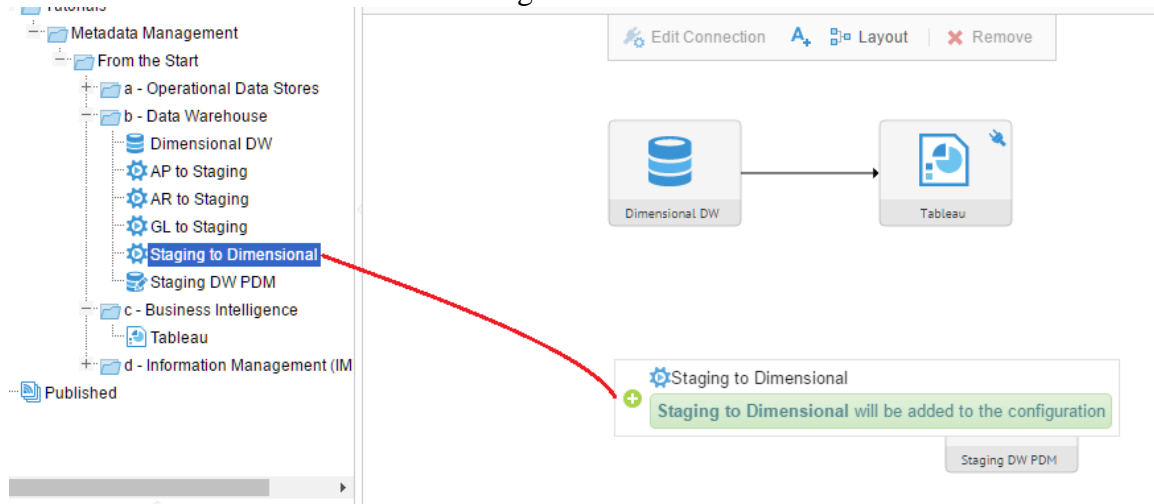 Tutorials
Metadata Management
From the Start
a - Operational Data Stores
b - Data Warehouse
Dimensional DW
AP to Staging
AR to Staging
GL to Staging
Staging to Dimensional
Staging DW PDM
c - Business Intelligence
Tableau
d - Information Management (IM
Published
Edit Connection A+ Layout Remove
Dimensional DW
Tableau
Staging to Dimensional
Staging to Dimensional will be added to the configuration
Staging DW PDM